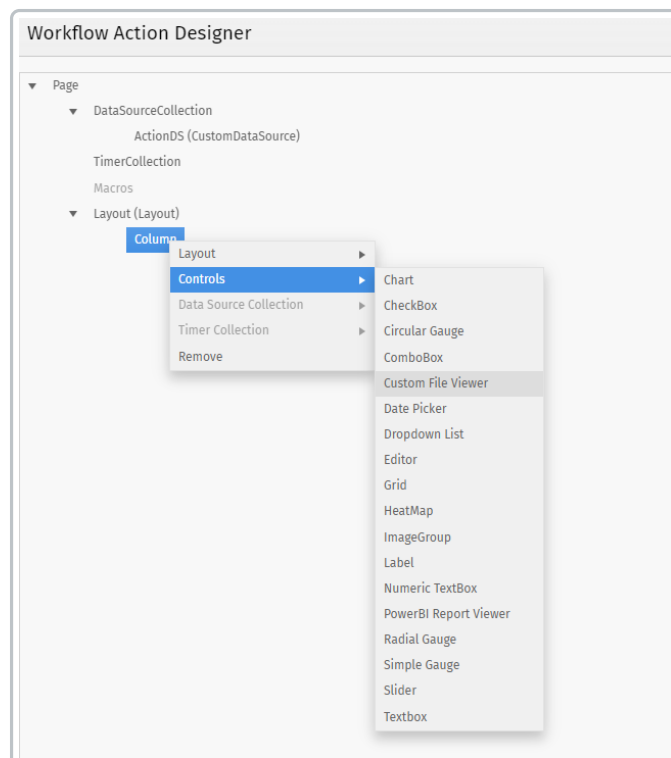 Workflow Action Designer
Page
DataSourceCollection
ActionDS (CustomDataSource)
TimerCollection
Macros
Layout (Layout)
Column
Layout
Controls
Data Source Collection
Timer Collection
Remove
Chart
CheckBox
Circular Gauge
ComboBox
Custom File Viewer
Date Picker
Dropdown List
Editor
Grid
HeatMap
ImageGroup
Label
Numeric TextBox
PowerBI Report Viewer
Radial Gauge
Simple Gauge
Slider
Textbox